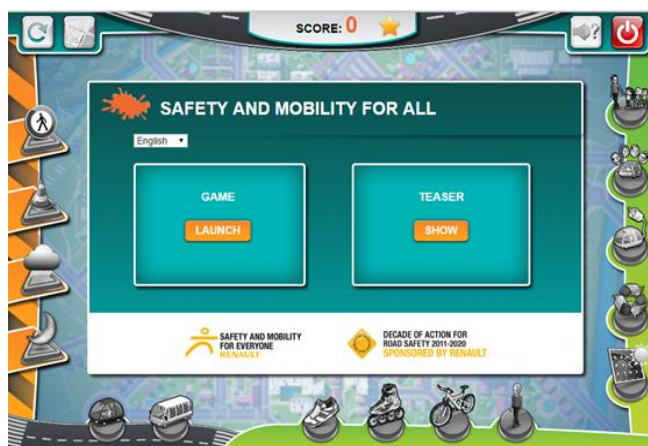 SCORE: 0
?
SAFETY AND MOBILITY FOR ALL
English
GAME
TEASER
LAUNCH
SHOW
SAFETY AND MOBILITY
FOR EVERYONE
RENAULT
DECADE OF ACTION FOR
ROAD SAFETY 2011-2020
SPONSORED BY RENAULT